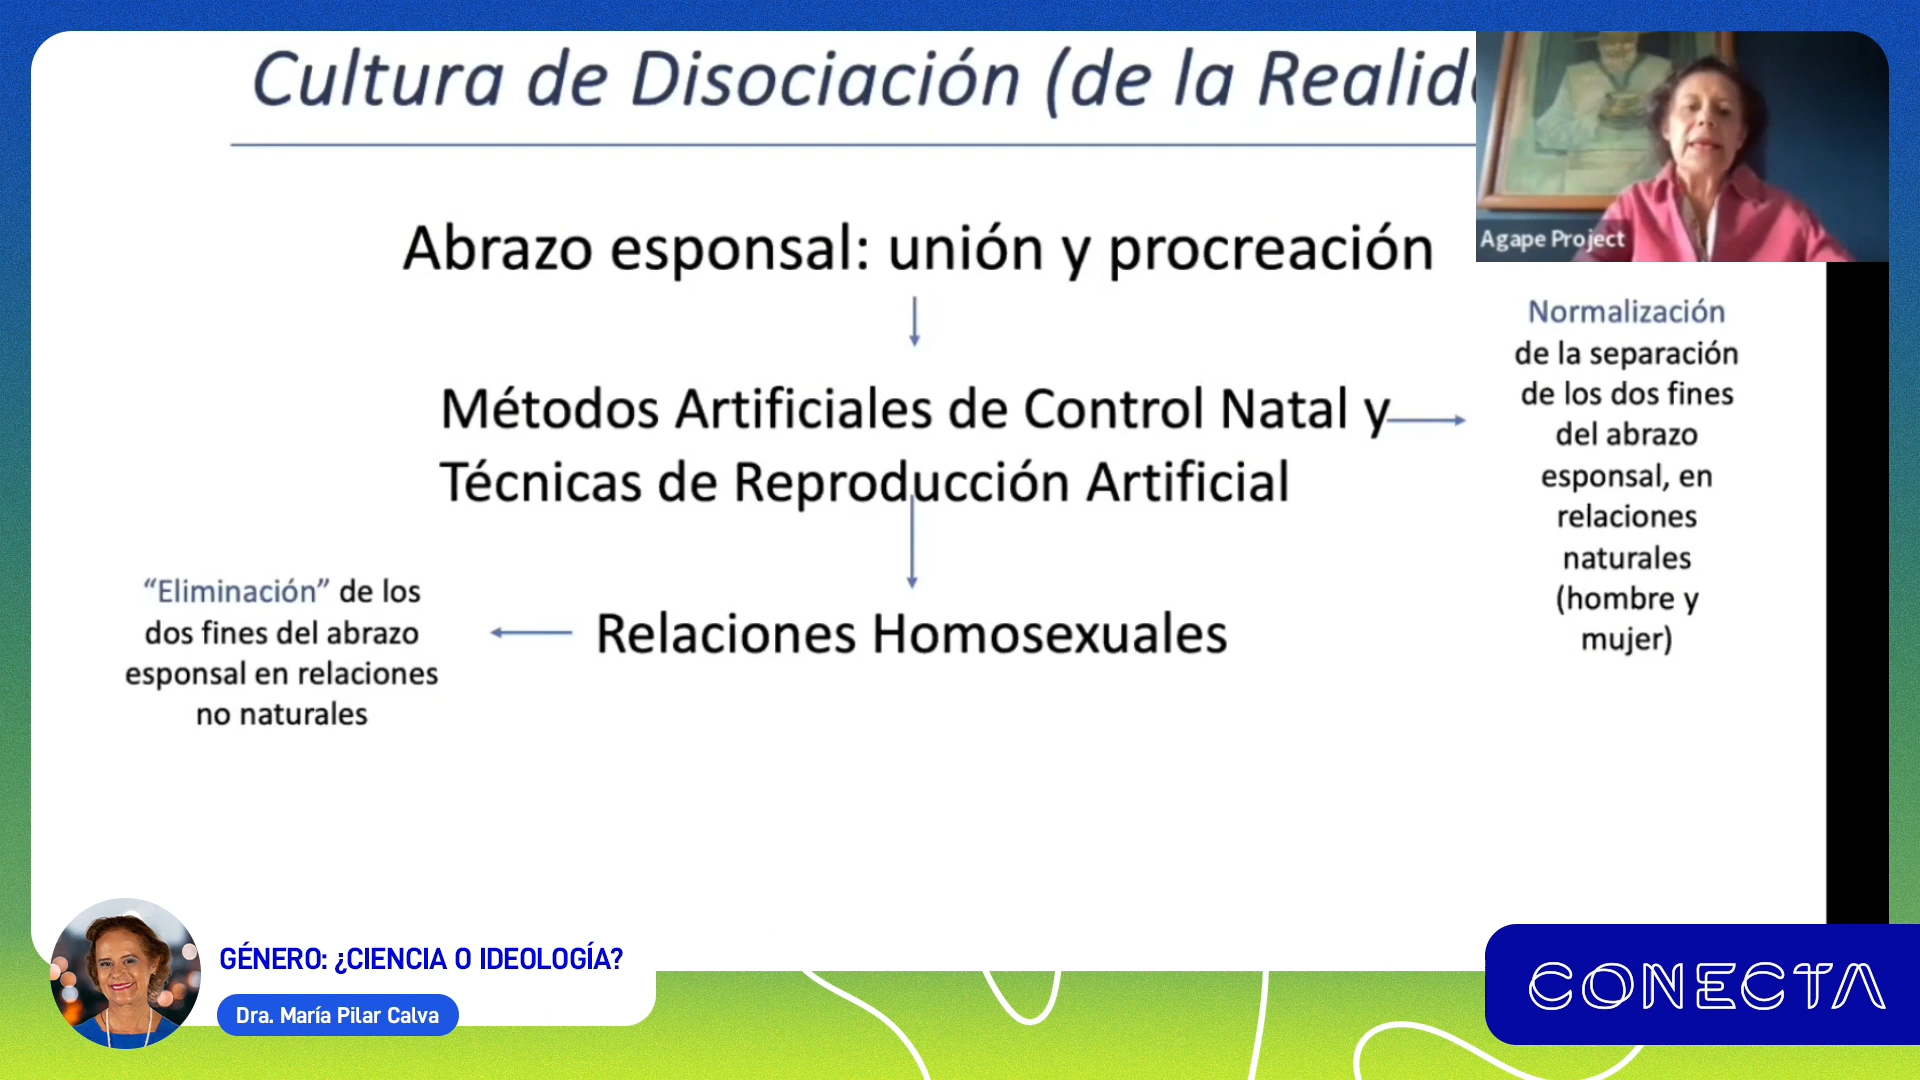 Cultura de Disociación (de la
Agape Project
Abrazo esponsal: unión y procreación
Métodos Artificiales de Control Natal y
Técnicas de Reproducción Artificial
Normalización
de la separación
de los dos fines
del abrazo
esponsal, en
relaciones
naturales
(hombre y
mujer)
“Eliminación” de los
dos fines del abrazo
esponsal en relaciones
no naturales
Relaciones Homosexuales
GÉNERO: ¿CIENCIA O IDEOLOGÍA?
Dra. María Pilar Calva
CONECTA